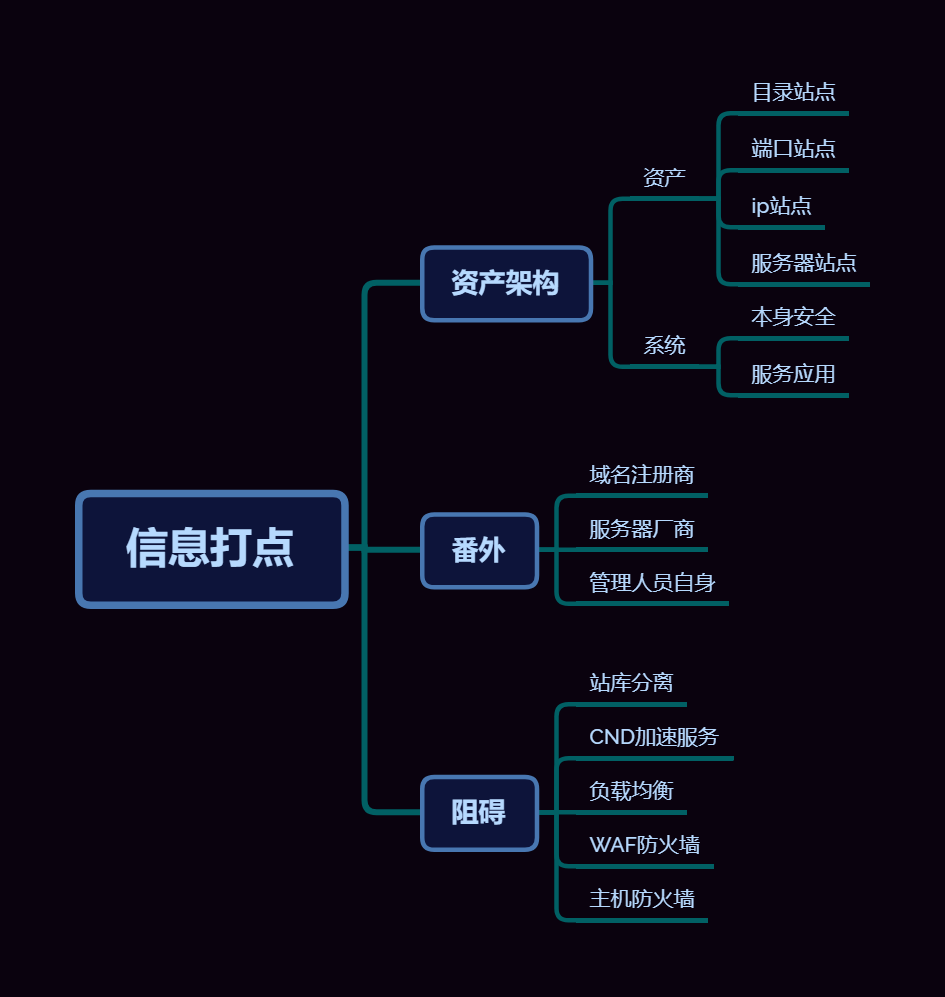 信息打点
资产架构
资产
目录站点
端口站点
ip站点
服务器站点
系统
本身安全
服务应用
番外
域名注册商
服务器厂商
管理人员自身
阻碍
站库分离
CND加速服务
负载均衡
WAF防火墙
主机防火墙